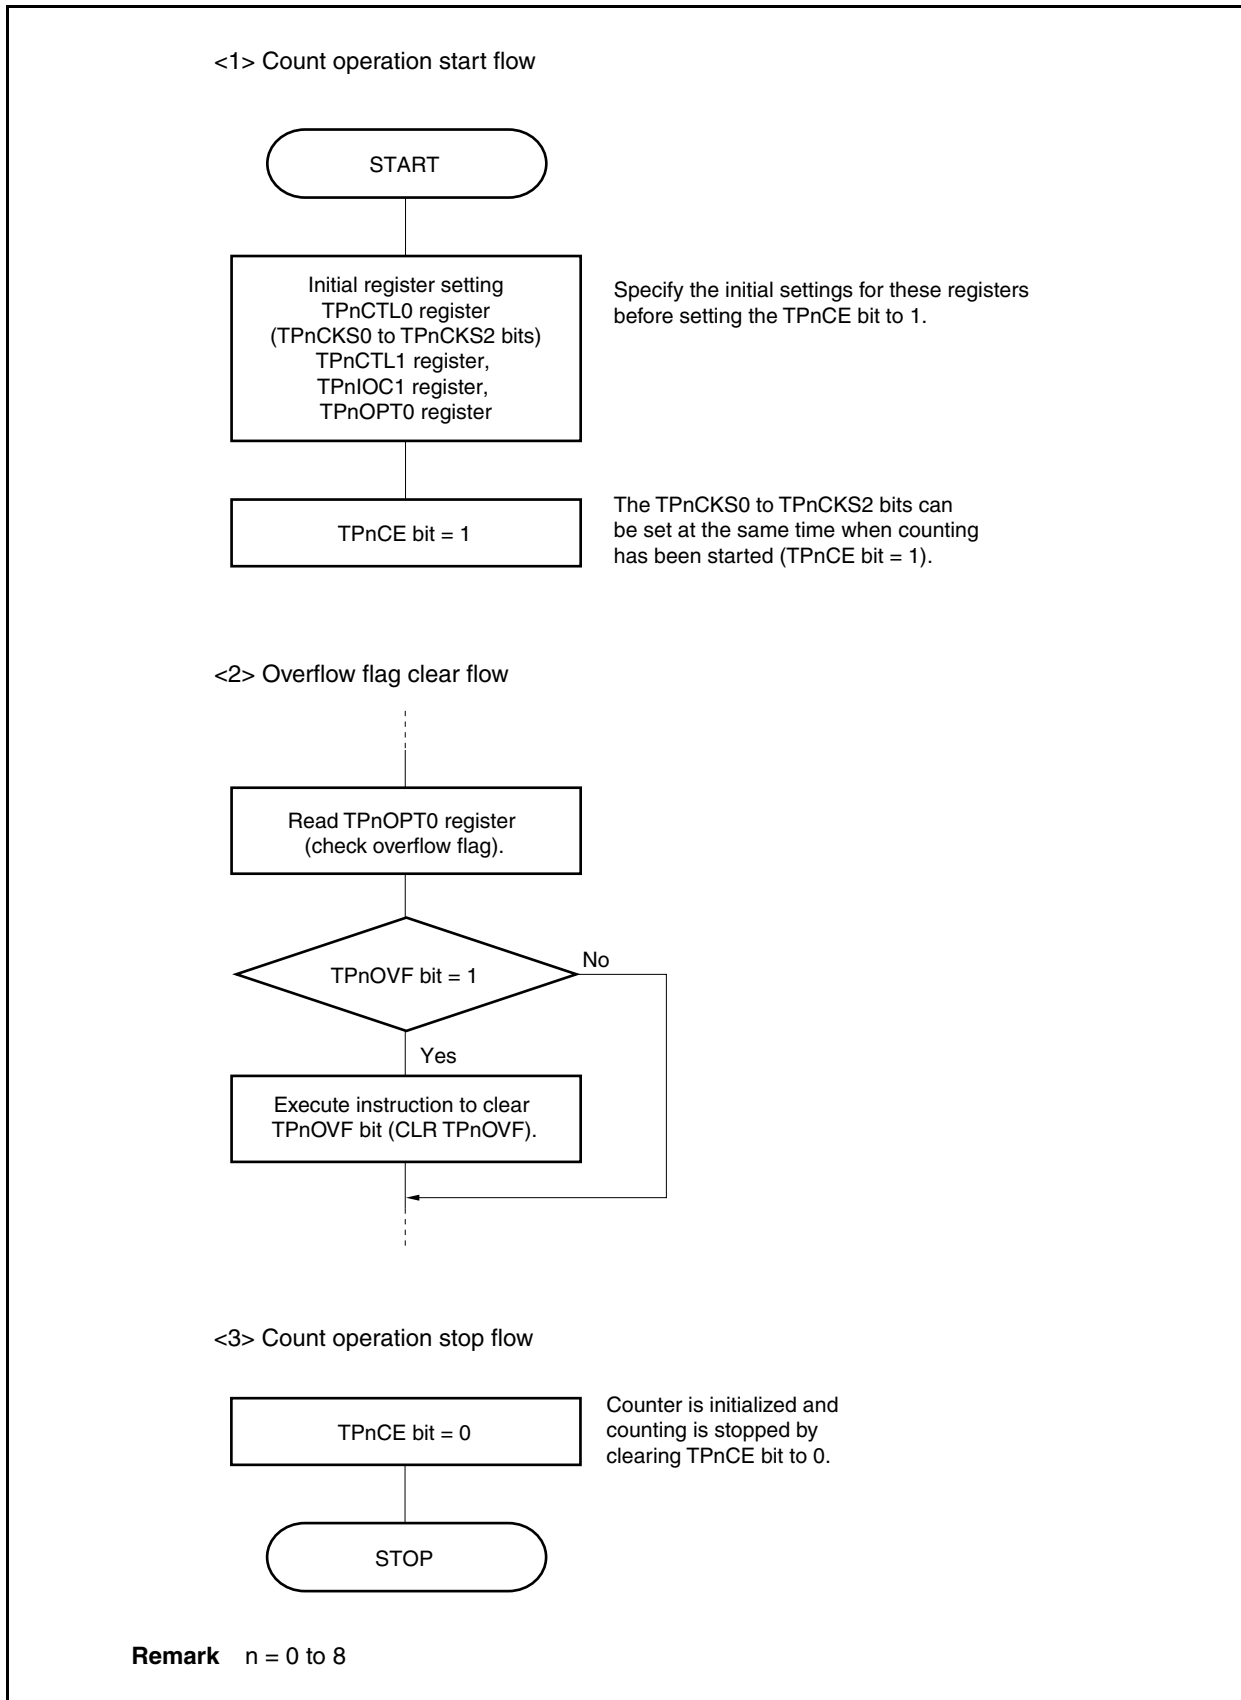 <1> Count operation start flow
START
Initial register setting
TPnCTL0 register
(TPnCKS0 to TPnCKS2 bits)
TPnCTL1 register,
TPnIOC1 register,
TPnOPT0 register
Specify the initial settings for these registers
before setting the TPnCE bit to 1.
TPnCE bit = 1
The TPnCKS0 to TPnCKS2 bits can
be set at the same time when counting
has been started (TPnCE bit = 1).
<2> Overflow flag clear flow
Read TPnOPT0 register
(check overflow flag).
TPnOVF bit = 1
No
Yes
Execute instruction to clear
TPnOVF bit (CLR TPnOVF).
<3> Count operation stop flow
TPnCE bit = 0
Counter is initialized and
counting is stopped by
clearing TPnCE bit to 0.
STOP
Remark n = 0 to 8